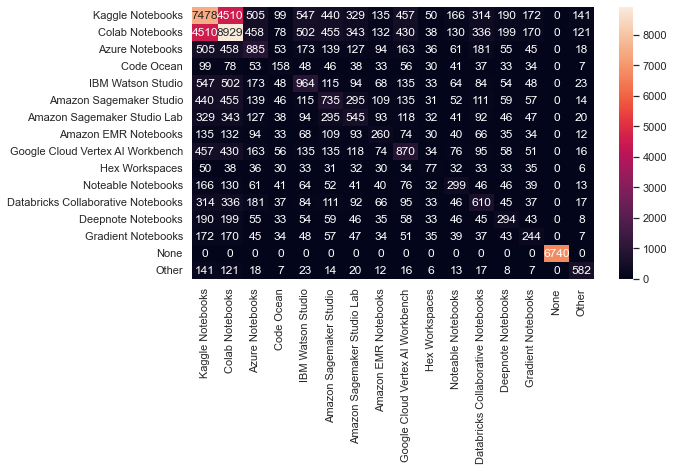 Kaggle Notebooks 7478 4510 505 99 547 440 329 135 457 50 166 314 190 172 0 141
Colab Notebooks 4510 8929 458 78 502 455 343 132 430 38 130 336 199 170 0 121
Azure Notebooks 505 458 885 53 173 139 127 94 163 36 61 181 55 45 0 18
Code Ocean 99 78 53 158 48 46 38 33 56 30 41 37 33 34 0 7
IBM Watson Studio 547 502 173 48 964 115 94 68 135 33 64 84 54 48 0 23
Amazon Sagemaker Studio 440 455 139 46 115 735 295 109 135 31 52 111 59 57 0 14
Amazon Sagemaker Studio Lab 329 343 127 38 94 295 545 93 118 32 41 92 46 47 0 20
Amazon EMR Notebooks 135 132 94 33 68 109 93 260 74 30 40 66 35 34 0 12
Google Cloud Vertex AI Workbench 457 430 163 56 135 135 118 74 870 34 76 95 58 51 0 16
Hex Workspaces 50 38 36 30 33 31 32 30 34 77 32 33 33 35 0 6
Noteable Notebooks 166 130 61 41 64 52 41 40 76 32 299 46 46 39 0 13
Databricks Collaborative Notebooks 314 336 181 37 84 111 92 66 95 33 46 610 45 37 0 17
Deepnote Notebooks 190 199 55 33 54 59 46 35 58 33 46 45 294 43 0 8
Gradient Notebooks 172 170 45 34 48 57 47 34 51 35 39 37 43 244 0 7
None 0 0 0 0 0 0 0 0 0 0 0 0 0 0 6740 0
Other 141 121 18 7 23 14 20 12 16 6 13 17 8 7 0 582
Kaggle Notebooks
Colab Notebooks
Azure Notebooks
Code Ocean
IBM Watson Studio
Amazon Sagemaker Studio
Amazon Sagemaker Studio Lab
Amazon EMR Notebooks
Google Cloud Vertex AI Workbench
Hex Workspaces
Noteable Notebooks
Databricks Collaborative Notebooks
Deepnote Notebooks
Gradient Notebooks
None
Other
8000
7000
6000
5000
4000
3000
2000
1000
0